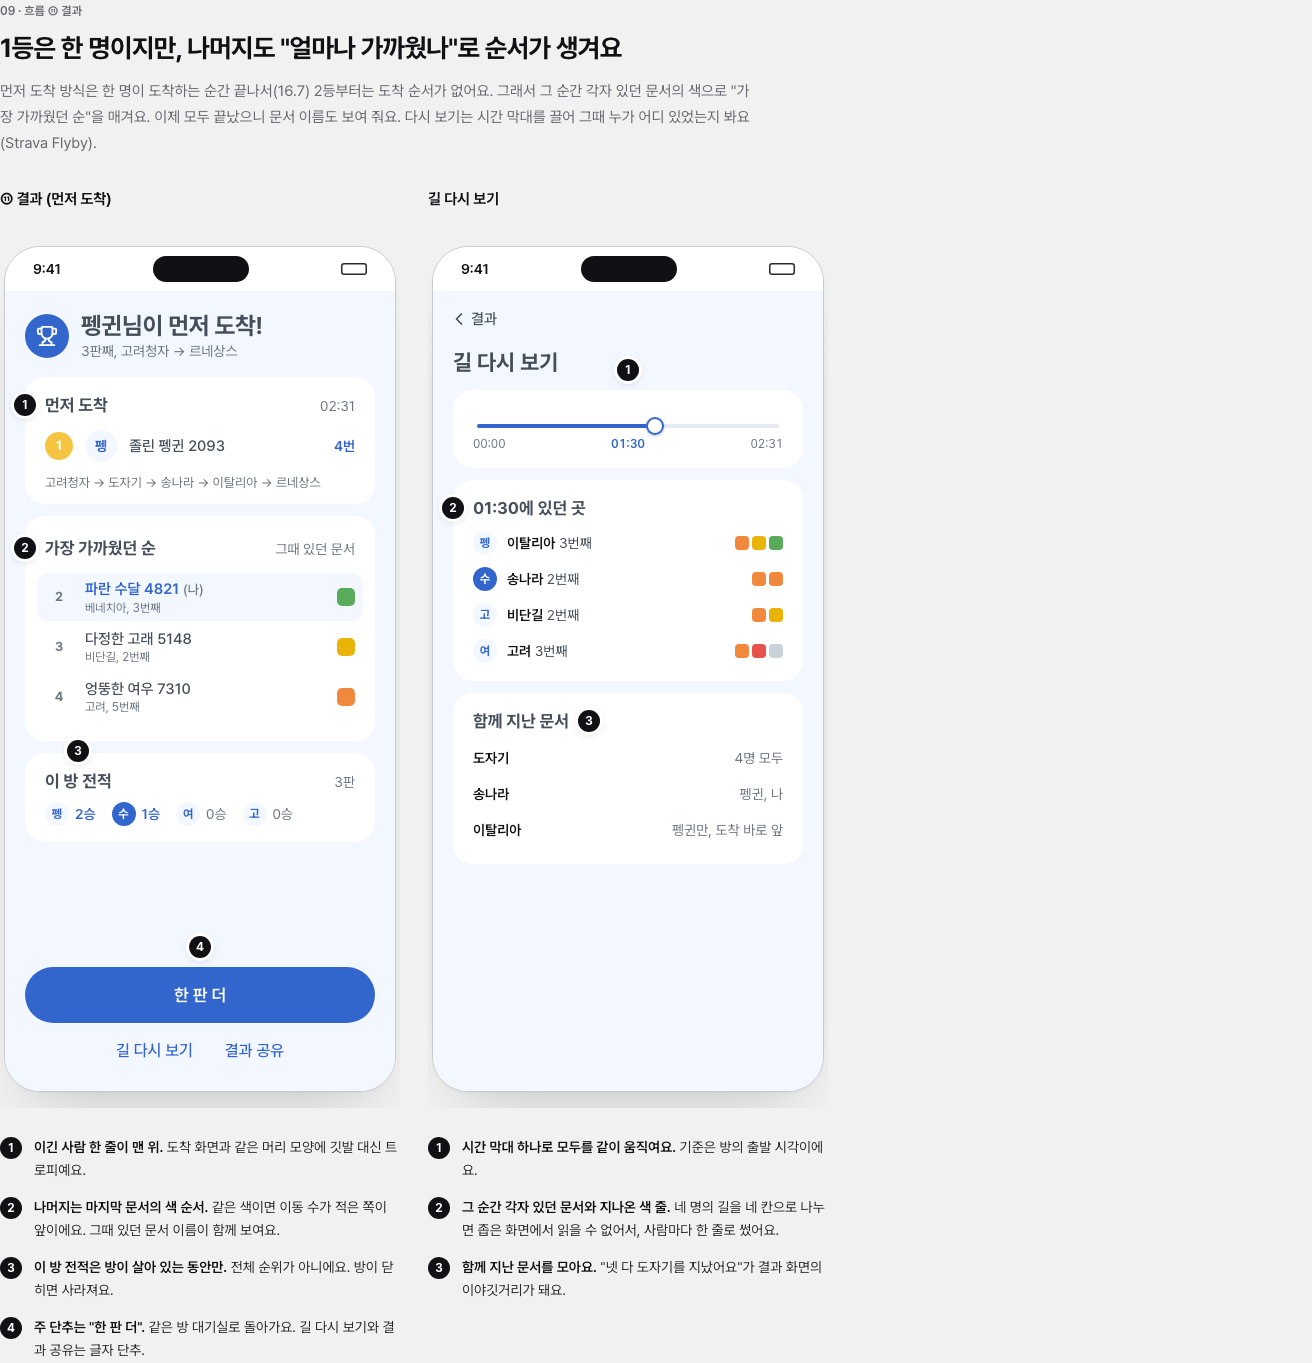 09 · 흐름 ⑪ 결과
1등은 한 명이지만, 나머지도 "얼마나 가까웠나"로 순서가 생겨요
먼저 도착 방식은 한 명이 도착하는 순간 끝나서(16.7) 2등부터는 도착 순서가 없어요. 그래서 그 순간 각자 있던 문서의 색으로 "가
장 가까웠던 순"을 매겨요. 이제 모두 끝났으니 문서 이름도 보여 줘요. 다시 보기는 시간 막대를 끌어 그때 누가 어디 있었는지 봐요
(Strava Flyby).
⑪ 결과 (먼저 도착)
9:41
펭귄님이 먼저 도착!
3판째, 고려청자 → 르네상스
1
먼저 도착
02:31
1
펭
졸린 펭귄 2093
4번
고려청자 → 도자기 → 송나라 → 이탈리아 → 르네상스
2
가장 가까웠던 순
그때 있던 문서
2
파란 수달 4821 (나)
베네치아, 3번째
3
다정한 고래 5148
비단길, 2번째
4
엉뚱한 여우 7310
고려, 5번째
3
이 방 전적
3판
펭 2승 수 1승 여 0승 고 0승
4
한 판 더
길 다시 보기
결과 공유
1 이긴 사람 한 줄이 맨 위. 도착 화면과 같은 머리 모양에 깃발 대신 트
로피예요.
2 나머지는 마지막 문서의 색 순서. 같은 색이면 이동 수가 적은 쪽이
앞이에요. 그때 있던 문서 이름이 함께 보여요.
3 이 방 전적은 방이 살아 있는 동안만. 전체 순위가 아니에요. 방이 닫
히면 사라져요.
4 주 단추는 "한 판 더". 같은 방 대기실로 돌아가요. 길 다시 보기와 결
과 공유는 글자 단추.
길 다시 보기
9:41
결과
길 다시 보기
1
00:00
01:30
02:31
2
01:30에 있던 곳
펭 이탈리아 3번째
수 송나라 2번째
고 비단길 2번째
여 고려 3번째
함께 지난 문서
3
도자기
4명 모두
송나라
펭귄, 나
이탈리아
펭귄만, 도착 바로 앞
1 시간 막대 하나로 모두를 같이 움직여요. 기준은 방의 출발 시각이에
요.
2 그 순간 각자 있던 문서와 지나온 색 줄. 네 명의 길을 네 칸으로 나누
면 좁은 화면에서 읽을 수 없어서, 사람마다 한 줄로 썼어요.
3 함께 지난 문서를 모아요. "넷 다 도자기를 지났어요"가 결과 화면의
이야깃거리가 돼요.